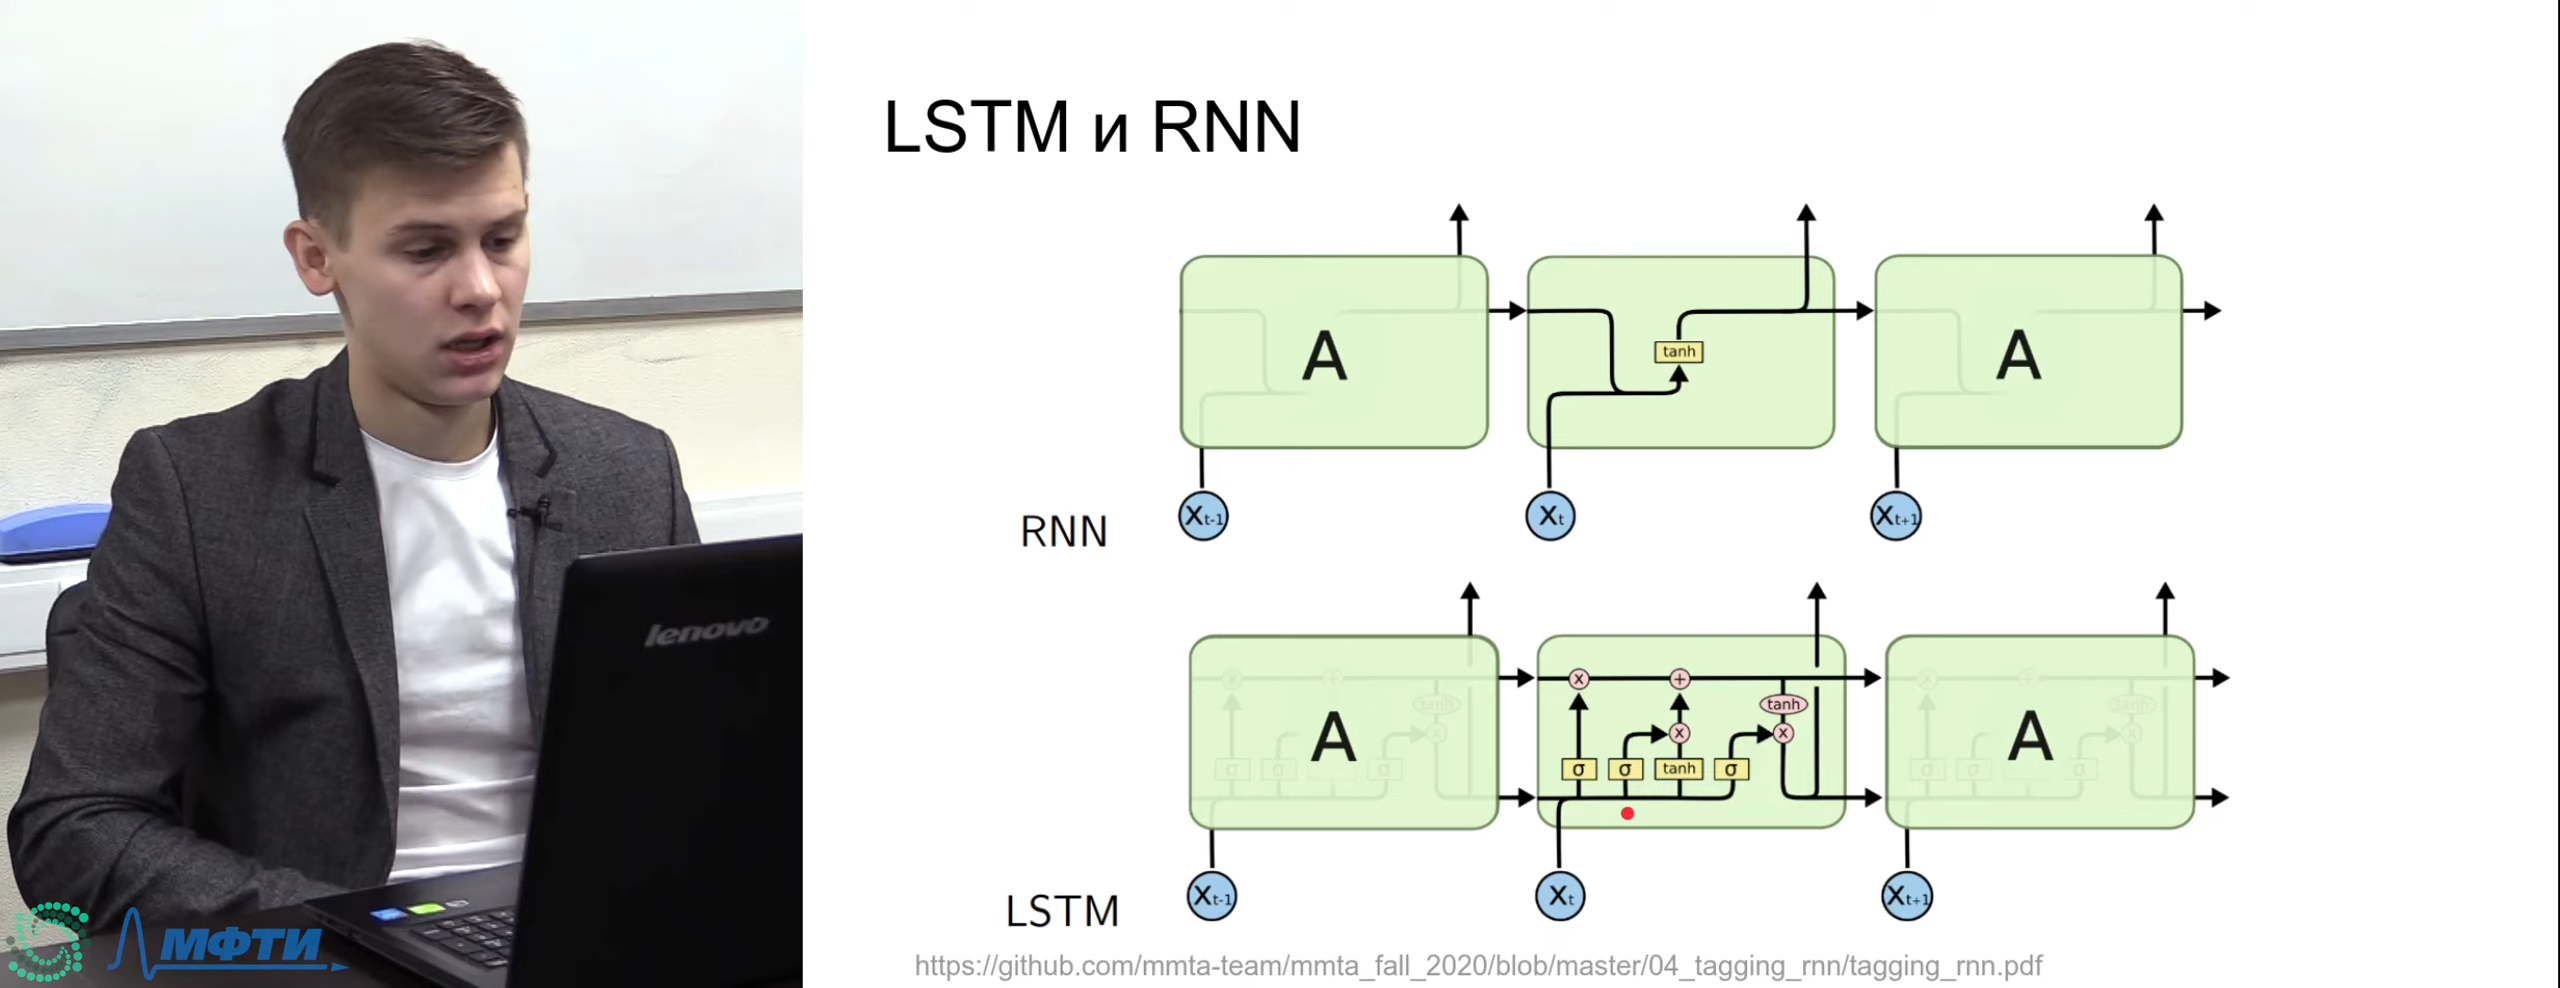 LSTM и RNN
A
tanh
A
RNN
Xt-1
Xt
Xt+1
A
x
+
tanh
x
x
σ
σ
tanh
σ
A
LSTM
Xt-1
Xt
Xt+1
https://github.com/mmta-team/mmta_fall_2020/blob/master/04_tagging_rnn/tagging_rnn.pdf
lenovo
МФТИ